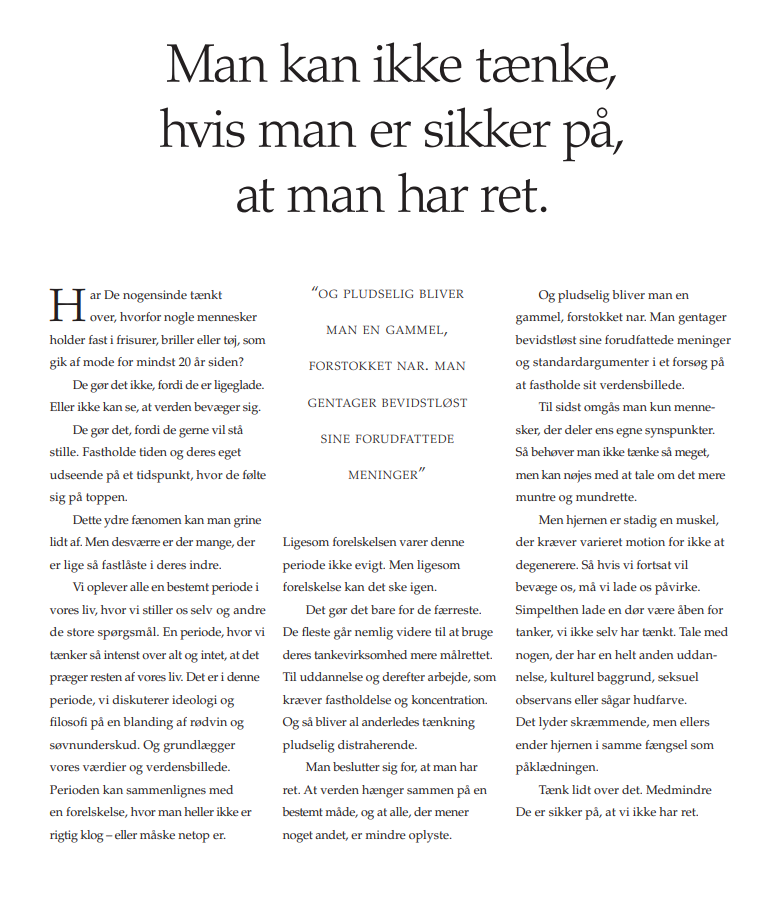 Man kan ikke tænke,
hvis man er sikker på,
at man har ret.
Har De nogensinde tænkt
over, hvorfor nogle mennesker
holder fast i frisurer, briller eller tøj, som
gik af mode for mindst 20 år siden?
De gør det ikke, fordi de er ligeglade.
Eller ikke kan se, at verden bevæger sig.
De gør det, fordi de gerne vil stå
stille. Fastholde tiden og deres eget
udseende på et tidspunkt, hvor de følte
sig på toppen.
Dette ydre fænomen kan man grine
lidt af. Men desværre er der mange, der
er lige så fastlåste i deres indre.
Vi oplever alle en bestemt periode i
vores liv, hvor vi stiller os selv og andre
de store spørgsmål. En periode, hvor vi
tænker så intenst over alt og intet, at det
præger resten af vores liv. Det er i denne
periode, vi diskuterer ideologi og
filosofi på en blanding af rødvin og
søvnunderskud. Og grundlægger
vores værdier og verdensbillede.
Perioden kan sammenlignes med
en forelskelse, hvor man heller ikke er
rigtig klog – eller måske netop er.
“OG PLUDSELIG BLIVER
MAN EN GAMMEL,
FORSTOKKET NAR. MAN
GENTAGER BEVIDSTLØST
SINE FORUDFATTEDE
MENINGER”
Ligesom forelskelsen varer denne
periode ikke evigt. Men ligesom
forelskelse kan det ske igen.
Det gør det bare for de færreste.
De fleste går nemlig videre til at bruge
deres tankevirksomhed mere målrettet.
Til uddannelse og derefter arbejde, som
kræver fastholdelse og koncentration.
Og så bliver al anderledes tænkning
pludselig distraherende.
Man beslutter sig for, at man har
ret. At verden hænger sammen på en
bestemt måde, og at alle, der mener
noget andet, er mindre oplyste.
Og pludselig bliver man en
gammel, forstokket nar. Man gentager
bevidstløst sine forudfattede meninger
og standardargumenter i et forsøg på
at fastholde sit verdensbillede.
Til sidst omgås man kun menne-
sker, der deler ens egne synspunkter.
Så behøver man ikke tænke så meget,
men kan nøjes med at tale om det mere
muntre og mundrette.
Men hjernen er stadig en muskel,
der kræver varieret motion for ikke at
degenerere. Så hvis vi fortsat vil
bevæge os, må vi lade os påvirke.
Simpelthen lade en dør være åben for
tanker, vi ikke selv har tænkt. Tale med
nogen, der har en helt anden uddan-
nelse, kulturel baggrund, seksuel
observans eller sågar hudfarve.
Det lyder skræmmende, men ellers
ender hjernen i samme fængsel som
påklædningen.
Tænk lidt over det. Medmindre
De er sikker på, at vi ikke har ret.